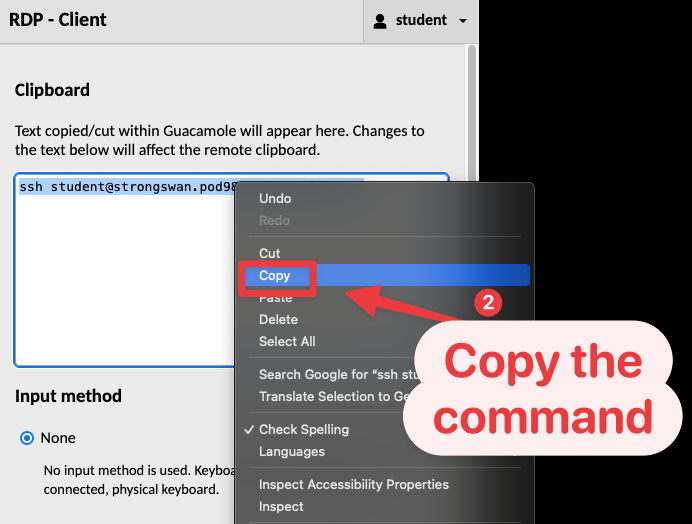 RDP - Client
student
Clipboard
Text copied/cut within Guacamole will appear here. Changes to
the text below will affect the remote clipboard.
ssh student@strongswan.pod98
Undo
Redo
Cut
Copy
Paste
Delete
Select All
Search Google for “ssh stu
Translate Selection to Ge
Check Spelling
Languages
Inspect Accessibility Properties
Inspect
2
Copy the
command
Input method
None
No input method is used. Keyboa
connected, physical keyboard.